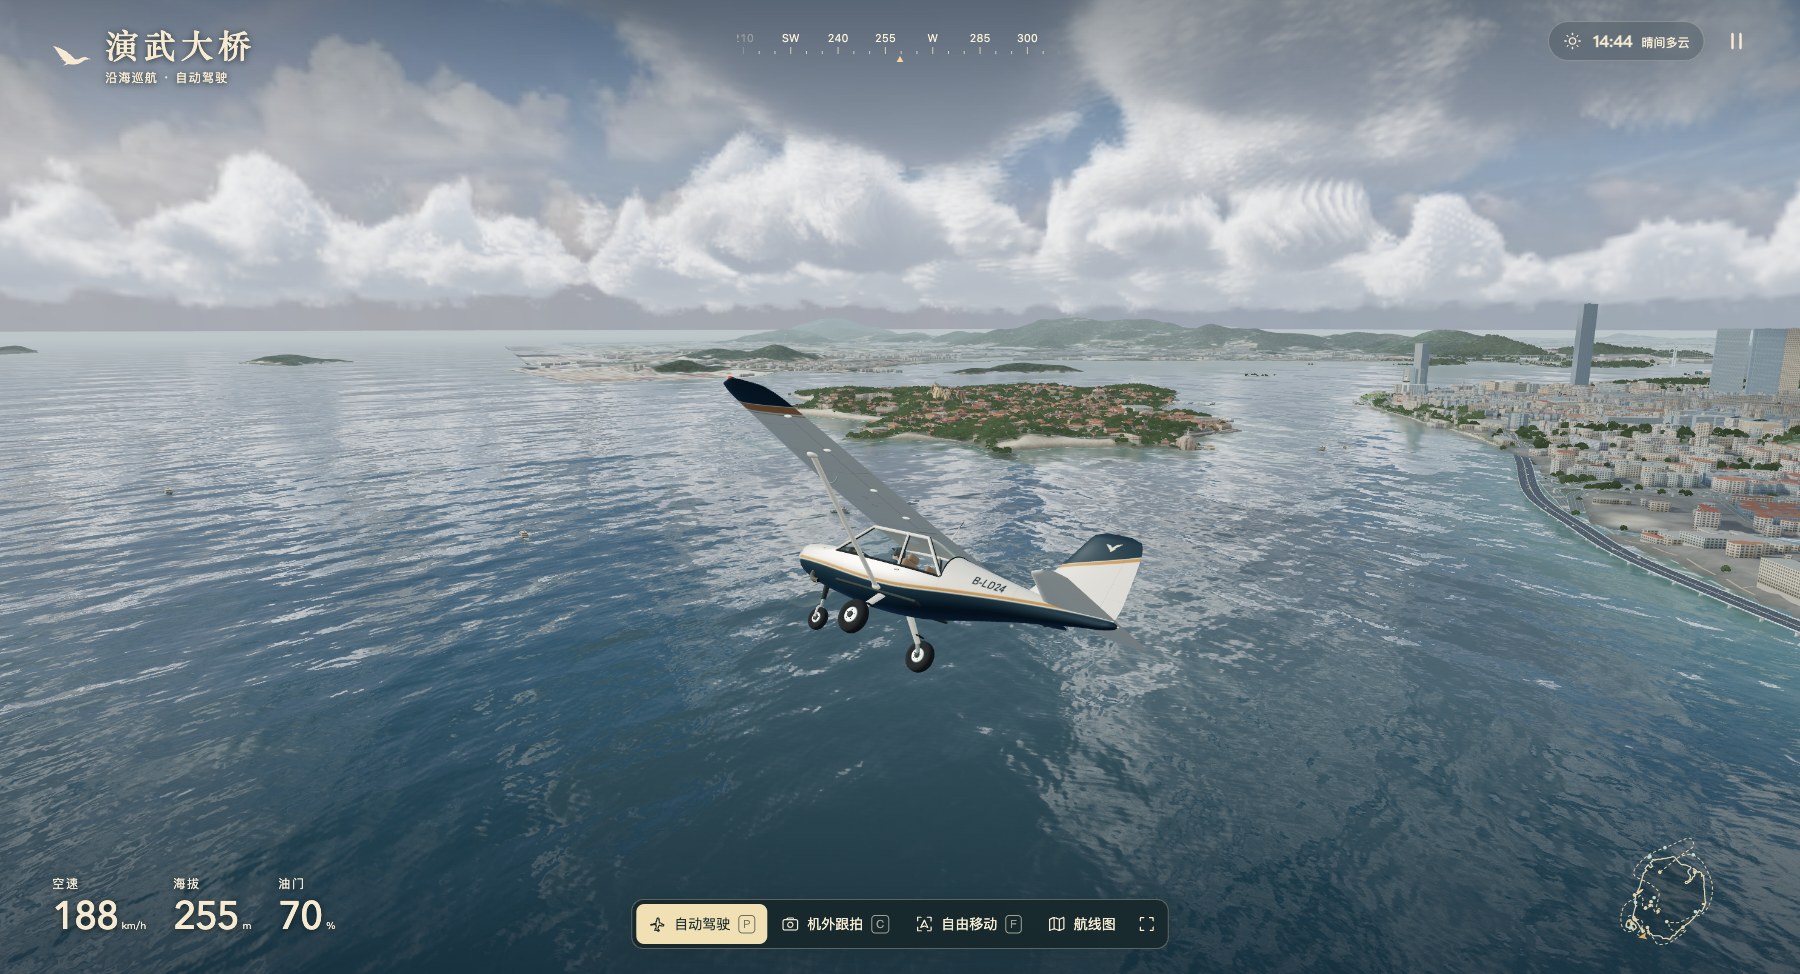 演武大桥
沿海巡航 · 自动驾驶
SW 240 255 W 285 300
14:44 晴间多云
B-LD24
空速 海拔 油门
188 km/h 255 m 70 %
自动驾驶 P 机外跟拍 C 自由移动 F 航线图